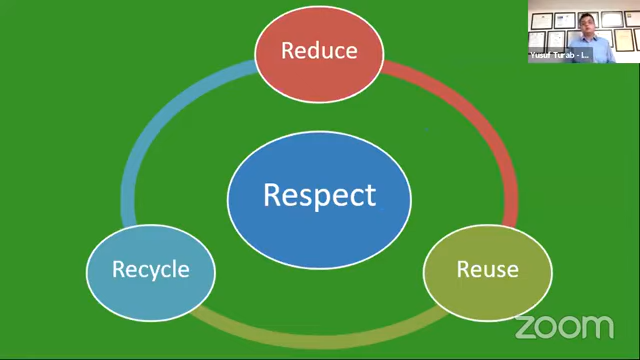 Reduce
Yusuf Turab - I...
Respect
Recycle
Reuse
zoom